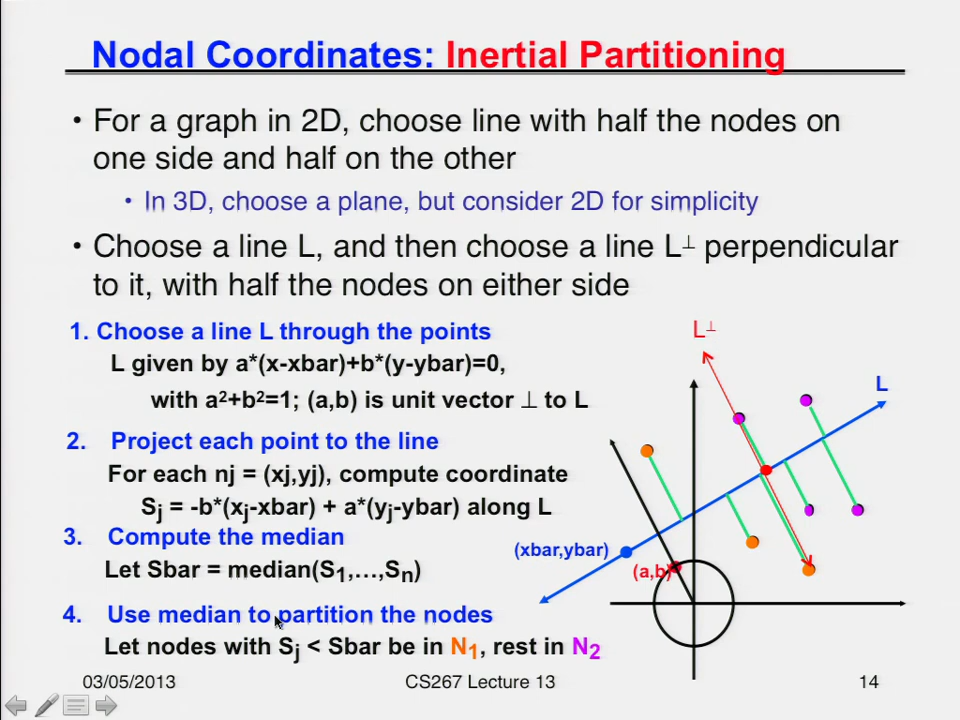 Nodal Coordinates: Inertial Partitioning
• For a graph in 2D, choose line with half the nodes on
one side and half on the other
• In 3D, choose a plane, but consider 2D for simplicity
• Choose a line L, and then choose a line L⊥ perpendicular
to it, with half the nodes on either side
1. Choose a line L through the points
L given by a*(x-xbar)+b*(y-ybar)=0,
with a²+b²=1; (a,b) is unit vector ⊥ to L
2. Project each point to the line
For each nj = (xj,yj), compute coordinate
Sj = -b*(xj-xbar) + a*(yj-ybar) along L
3. Compute the median
Let Sbar = median(S1,…,Sn)
4. Use median to partition the nodes
Let nodes with Sj < Sbar be in N1, rest in N2
L⊥
L
(xbar,ybar)
(a,b)
03/05/2013
CS267 Lecture 13
14